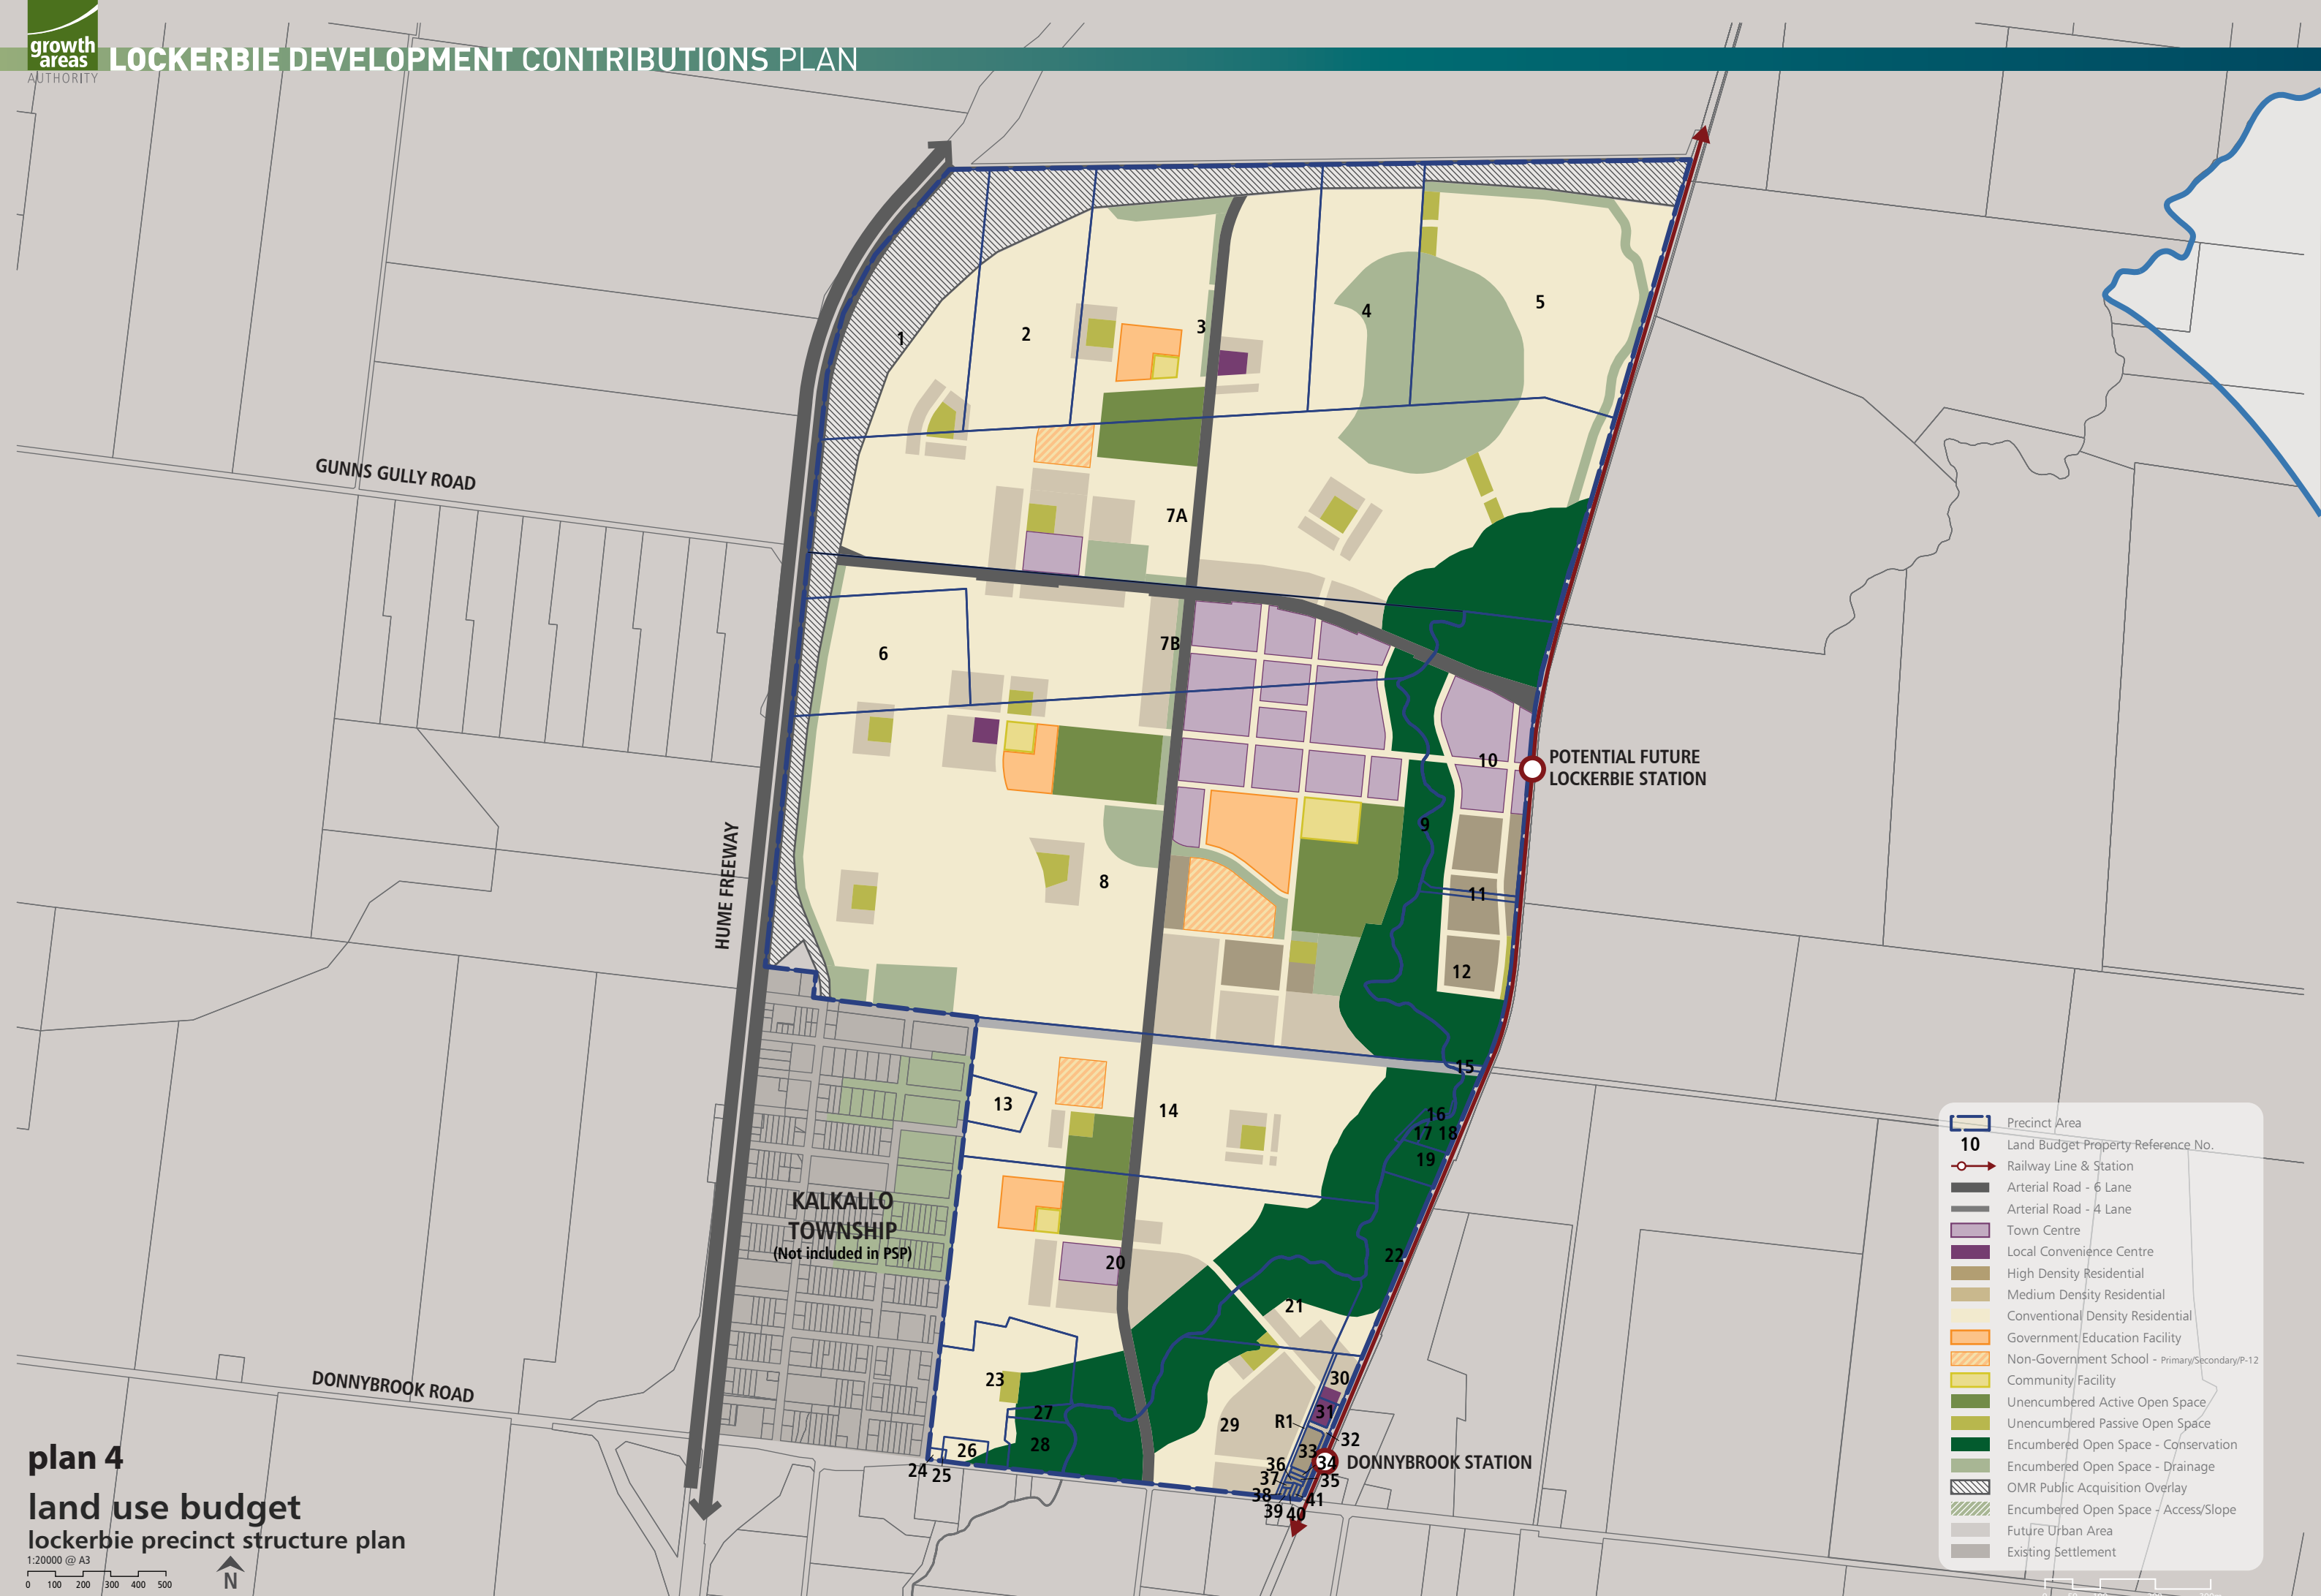 growth
areas
AUTHORITY
LOCKERBIE DEVELOPMENT CONTRIBUTIONS PLAN
1
2
3
4
5
GUNNS GULLY ROAD
7A
6
7B
POTENTIAL FUTURE
LOCKERBIE STATION
10
9
HUME FREEWAY
8
11
12
15
13
14
16
17 18
19
KALKALLO
TOWNSHIP
(Not included in PSP)
20
22
21
DONNYBROOK ROAD
23
30
27
31
R1
29
28
26
32
33
34
DONNYBROOK STATION
24
25
36
37
35
38
41
39
40
plan 4
land use budget
lockerbie precinct structure plan
1:20000 @ A3
0 100 200 300 400 500
N
Precinct Area
10 Land Budget Property Reference No.
Railway Line & Station
Arterial Road - 6 Lane
Arterial Road - 4 Lane
Town Centre
Local Convenience Centre
High Density Residential
Medium Density Residential
Conventional Density Residential
Government Education Facility
Non-Government School - Primary/Secondary/P-12
Community Facility
Unencumbered Active Open Space
Unencumbered Passive Open Space
Encumbered Open Space - Conservation
Encumbered Open Space - Drainage
OMR Public Acquisition Overlay
Encumbered Open Space - Access/Slope
Future Urban Area
Existing Settlement